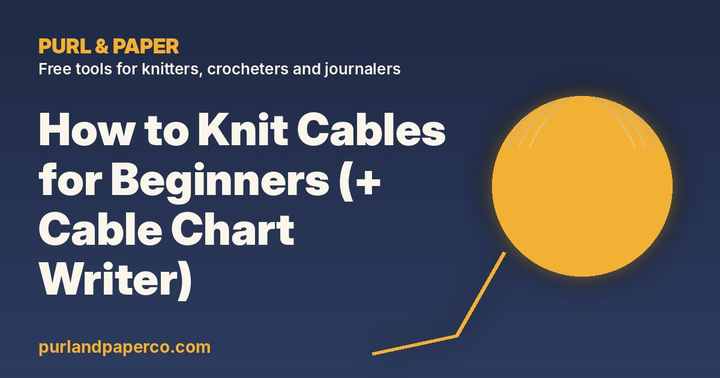 PURL & PAPER
Free tools for knitters, crocheters and journalers
How to Knit Cables
for Beginners (+
Cable Chart
Writer)
purlandpaperco.com